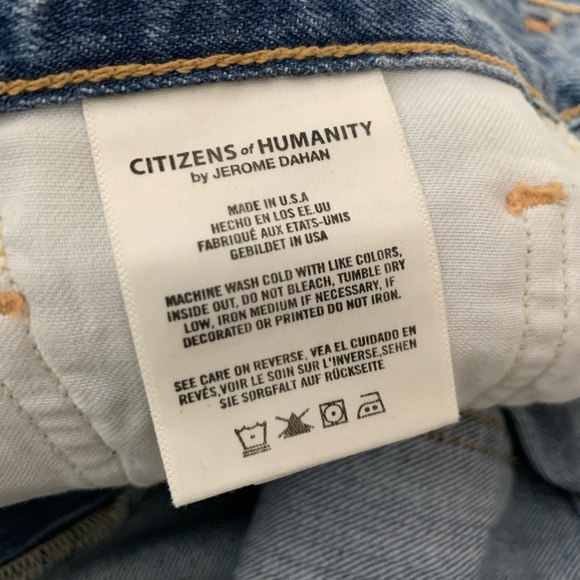 CITIZENS of HUMANITY
by JEROME DAHAN
MADE IN U.S.A
HECHO EN LOS EE.UU
FABRIQUÉ AUX ETATS-UNIS
GEBILDET IN USA
MACHINE WASH COLD WITH LIKE COLORS,
INSIDE OUT, DO NOT BLEACH, TUMBLE DRY
LOW, IRON MEDIUM IF NECESSARY, IF
DECORATED OR PRINTED DO NOT IRON.
SEE CARE ON REVERSE, VEA EL CUIDADO EN
REVÉS,VOIR LE SOIN SUR L'INVERSE,SEHEN
SIE SORGFALT AUF RÜCKSEITE